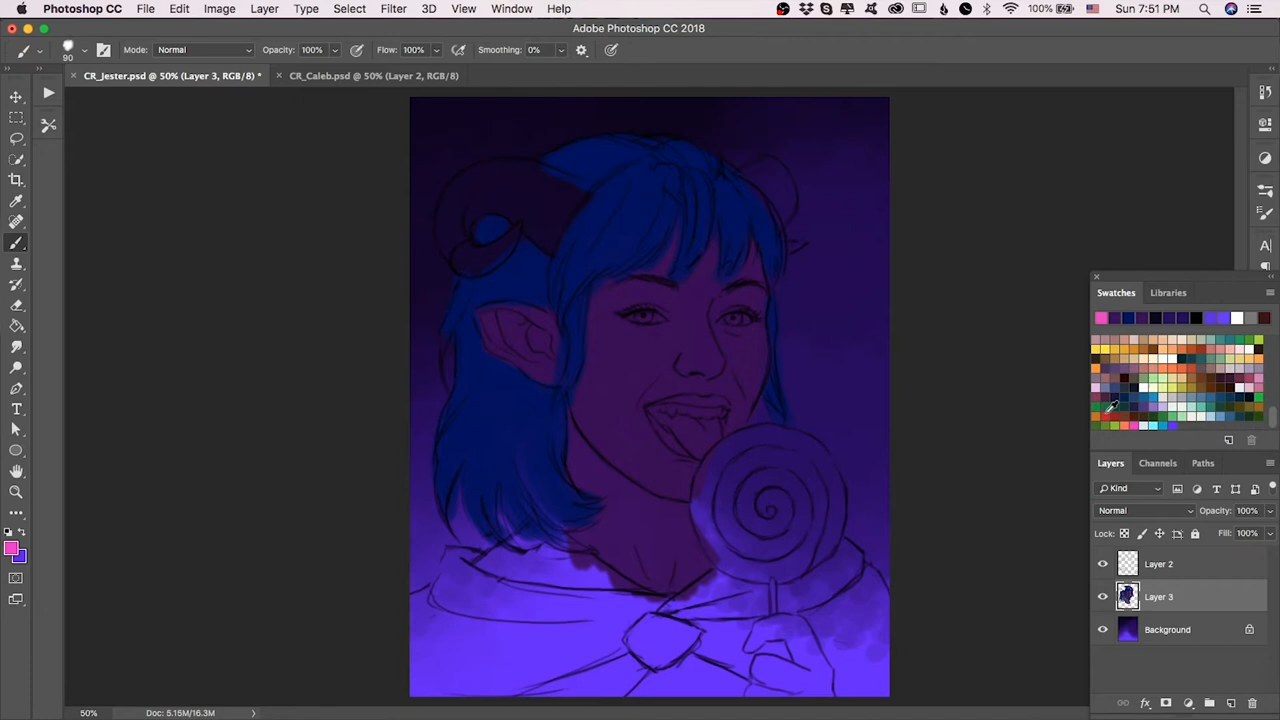 Photoshop CC File Edit Image Layer Type Select Filter 3D View Window Help 100% Sun 7:51 PM
Adobe Photoshop CC 2018
90 Mode: Normal Opacity: 100% Flow: 100% Smoothing: 0%
× CR_Jester.psd @ 50% (Layer 3, RGB/8) * × CR_Caleb.psd @ 50% (Layer 2, RGB/8)
Swatches Libraries
Layers Channels Paths
Kind
Normal Opacity: 100%
Lock: Fill: 100%
Layer 2
Layer 3
Background
50% Doc: 5.15M/16.3M